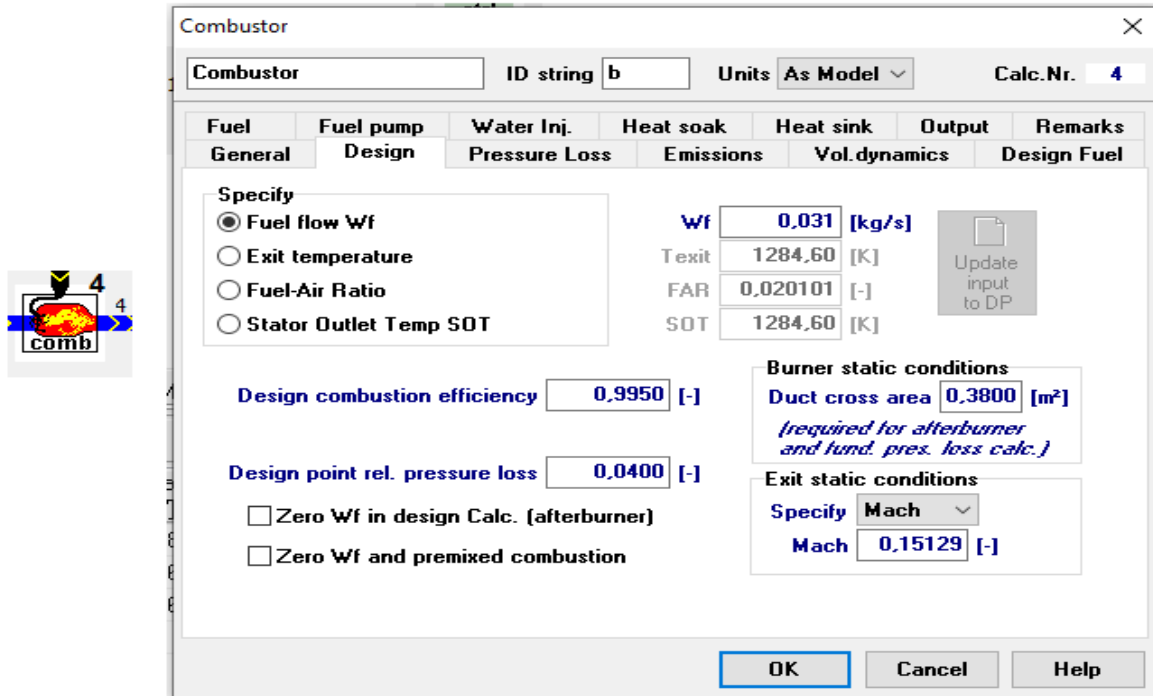 Combustor
Combustor ID string b Units As Model Calc.Nr. 4
Fuel Fuel pump Water Inj. Heat soak Heat sink Output Remarks
General Design Pressure Loss Emissions Vol.dynamics Design Fuel
Specify
Fuel flow Wf
Exit temperature
Fuel-Air Ratio
Stator Outlet Temp SOT
Wf 0,031 [kg/s]
Texit 1284,60 [K]
FAR 0,020101 [-]
SOT 1284,60 [K]
Update
input
to DP
4
4
comb
Design combustion efficiency 0,9950 [-]
Design point rel. pressure loss 0,0400 [-]
Zero Wf in design Calc. (afterburner)
Zero Wf and premixed combustion
Burner static conditions
Duct cross area 0,3800 [m²]
(required for afterburner
and fund. pres. loss calc.)
Exit static conditions
Specify Mach
Mach 0,15129 [-]
OK Cancel Help